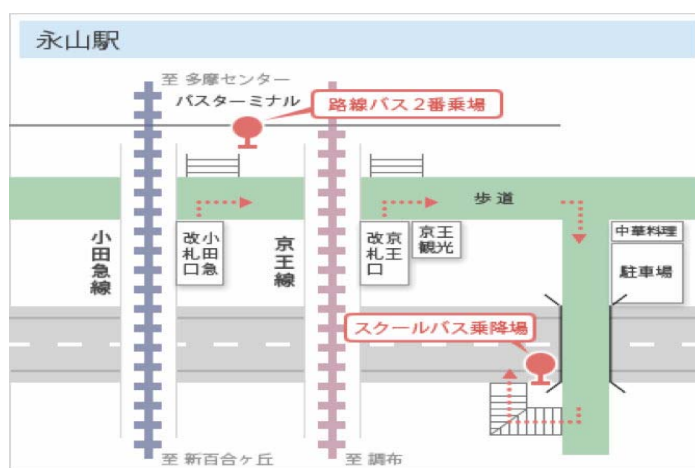 永山駅
至 多摩センター
バスターミナル
路線バス2番乗場
歩道
小田急線
小田急
改札口
京王線
京王
改札口
京王
観光
中華料理
駐車場
スクールバス乗降場
至 新百合ヶ丘
至 調布